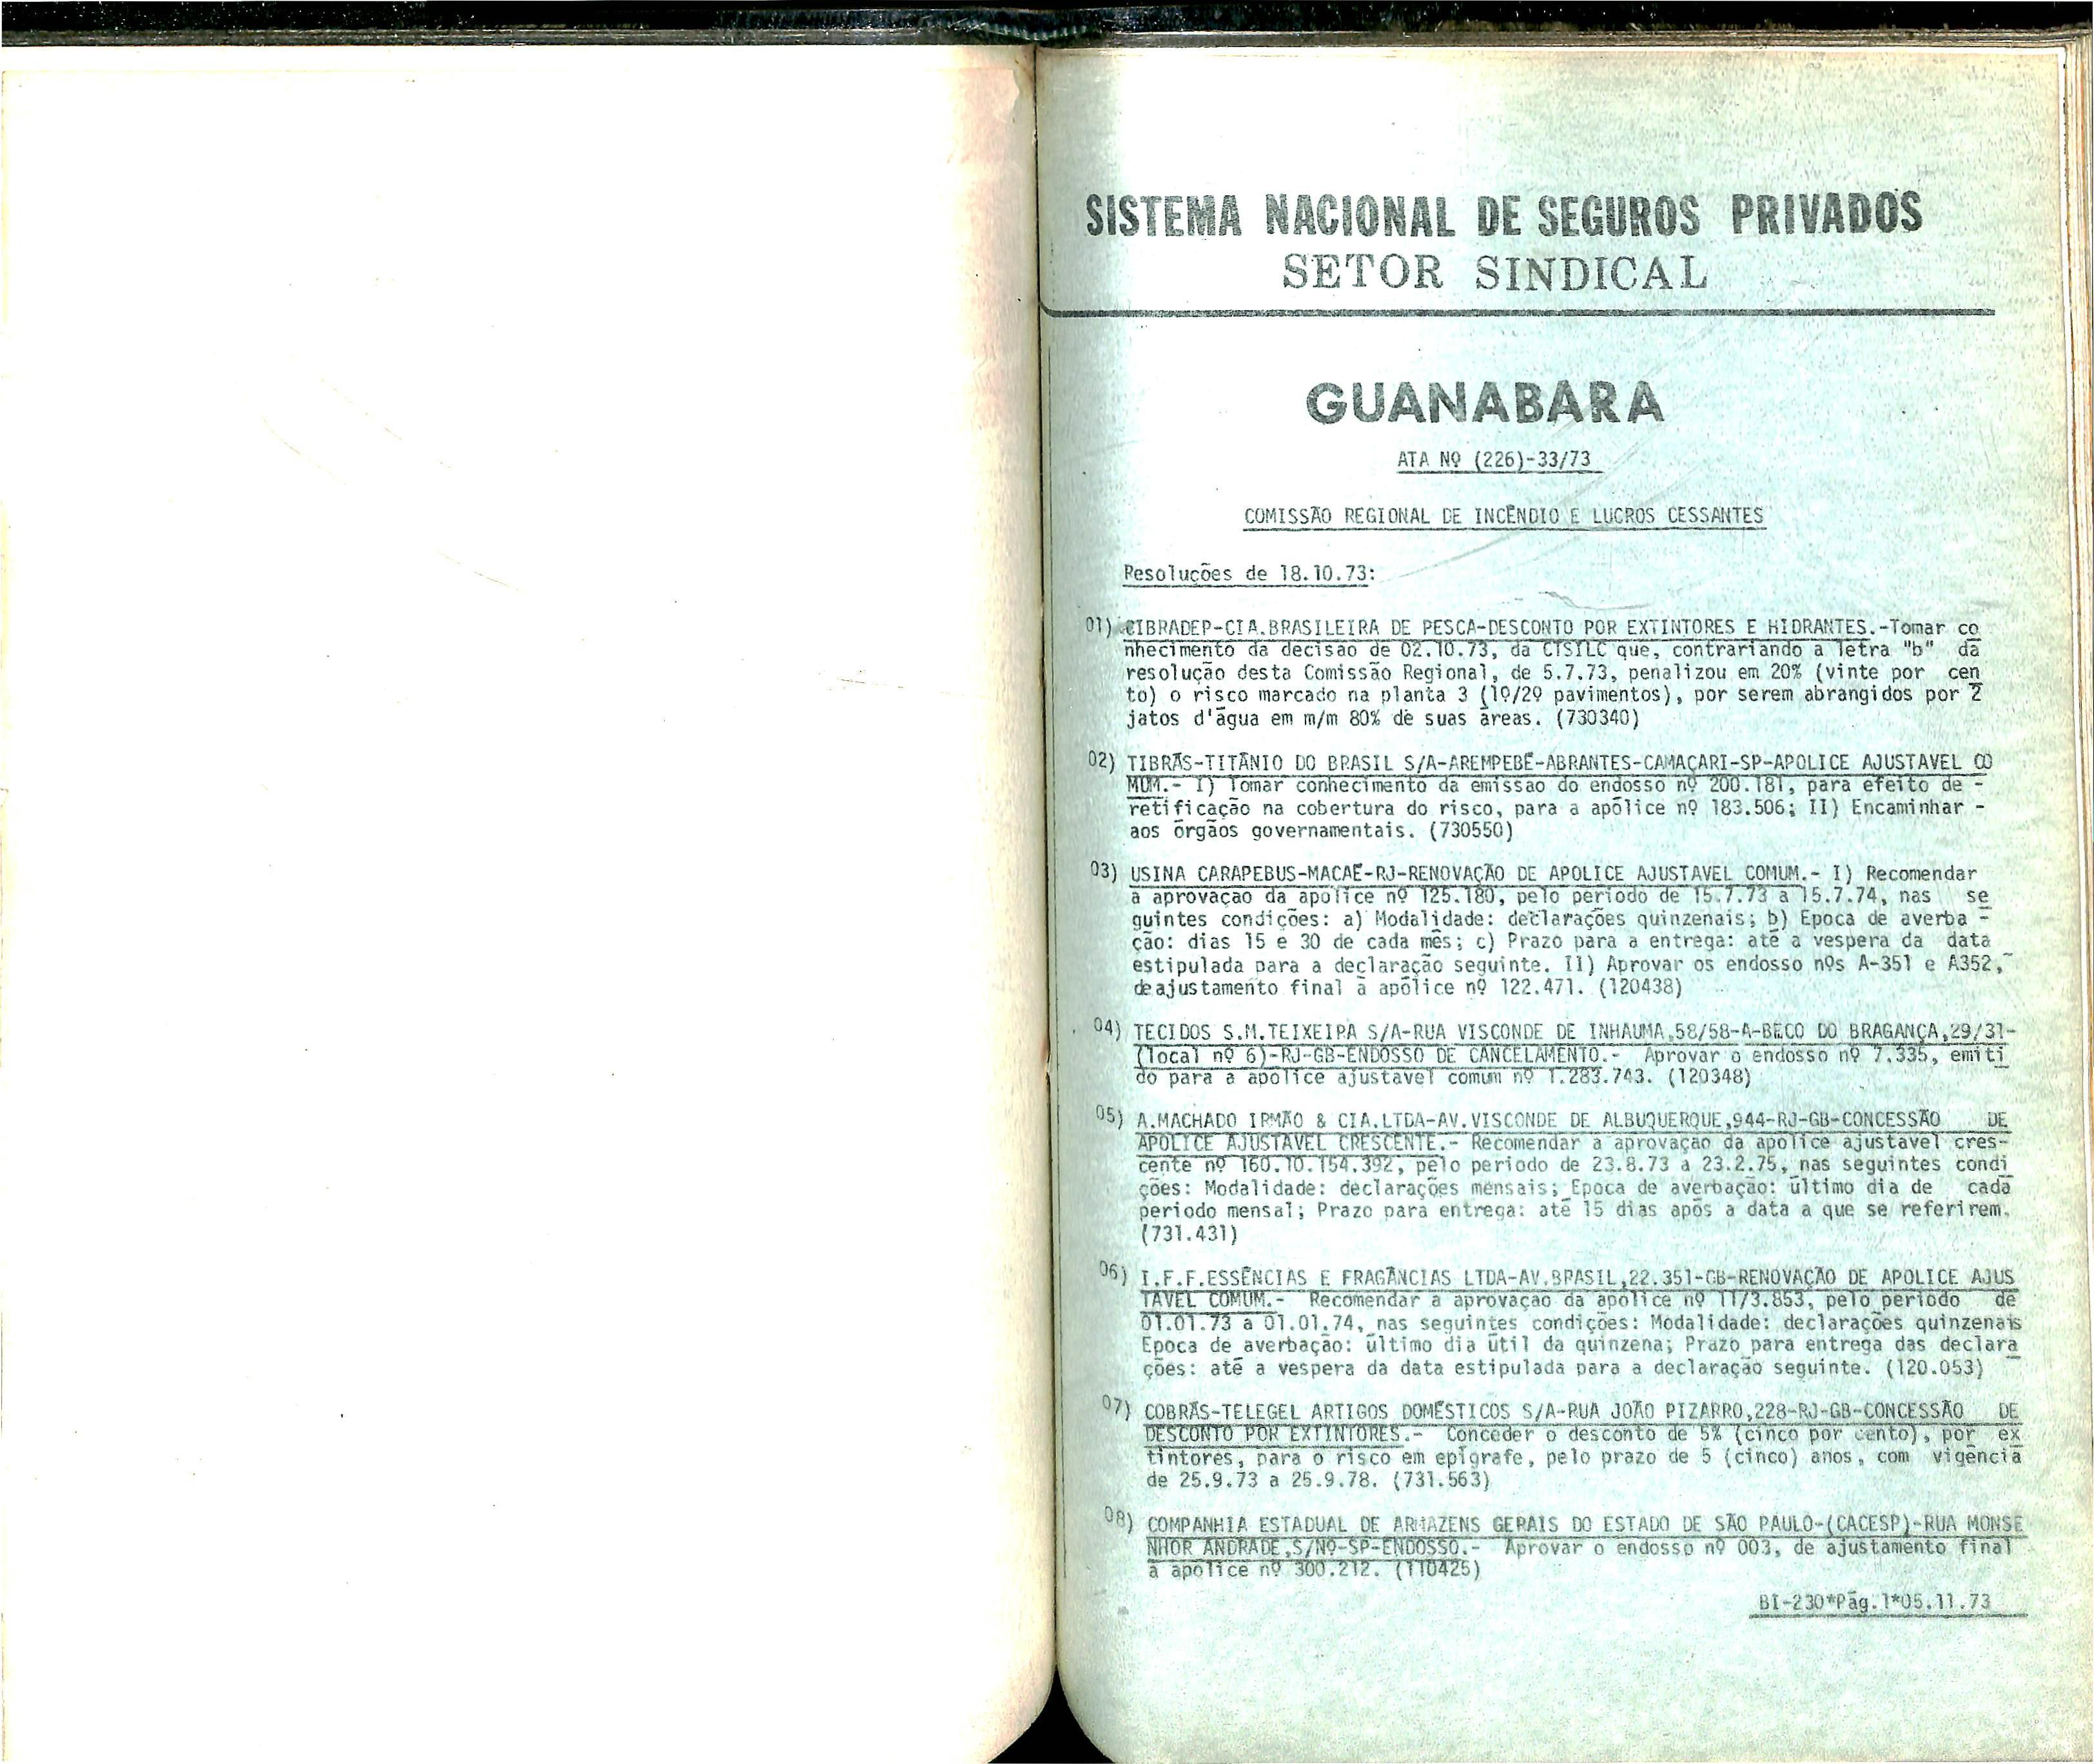 SISTEMA NACIONAL DE SEGUROS PRIVADOS
SETOR SINDICAL
GUANABARA
ATA Nº (226)-33/73
COMISSÃO REGIONAL DE INCÊNDIO E LUCROS CESSANTES
Resoluções de 18.10.73:
01) CIBRADEP-CIA.BRASILEIRA DE PESCA-DESCONTO POR EXTINTORES E HIDRANTES.-Tomar co
nhecimento da decisão de 02.10.73, da CTSILC que, contrariando a letra "b" da
resolução desta Comissão Regional, de 5.7.73, penalizou em 20% (vinte por cen
to) o risco marcado na planta 3 (1º/2º pavimentos), por serem abrangidos por 2
jatos d'água em m/m 80% de suas áreas. (730340)
02) TIBRÁS-TITÂNIO DO BRASIL S/A-AREMPEBÉ-ABRANTES-CAMAÇARI-SP-APOLICE AJUSTAVEL CO
MUM.- I) Tomar conhecimento da emissão do endosso nº 200.181, para efeito de -
retificação na cobertura do risco, para a apólice nº 183.506; II) Encaminhar -
aos órgãos governamentais. (730550)
03) USINA CARAPEBUS-MACAÉ-RJ-RENOVAÇÃO DE APOLICE AJUSTAVEL COMUM.- I) Recomendar
a aprovação da apólice nº 125.180, pelo período de 15.7.73 a 15.7.74, nas se
guintes condições: a) Modalidade: declarações quinzenais; b) Epoca de averba -
ção: dias 15 e 30 de cada mês; c) Prazo para a entrega: até a vespera da data
estipulada para a declaração seguinte. II) Aprovar os endosso nºs A-351 e A352,-
de ajustamento final à apólice nº 122.471. (120438)
04) TECIDOS S.M.TEIXEIRA S/A-RUA VISCONDE DE INHAUMA,58/58-A-BECO DO BRAGANÇA,29/31-
(local nº 6)-RJ-GB-ENDOSSO DE CANCELAMENTO.- Aprovar o endosso nº 7.335, emiti
do para a apólice ajustavel comum nº 1.283.743. (120348)
05) A.MACHADO IRMÃO & CIA.LTDA-AV.VISCONDE DE ALBUQUERQUE,944-RJ-GB-CONCESSÃO DE
APOLICE AJUSTAVEL CRESCENTE.- Recomendar a aprovação da apólice ajustavel cres-
cente nº 160.10.154.392, pelo periodo de 23.8.73 a 23.2.75, nas seguintes condi
ções: Modalidade: declarações mensais; Epoca de averbação: último dia de cada
periodo mensal; Prazo para entrega: até 15 dias após a data a que se referirem.
(731.431)
06) I.F.F.ESSÊNCIAS E FRAGÂNCIAS LTDA-AV.BRASIL,22.351-GB-RENOVAÇÃO DE APOLICE AJUS
TAVEL COMUM.- Recomendar a aprovação da apólice nº 11/3.853, pelo período de
01.01.73 a 01.01.74, nas seguintes condições: Modalidade: declarações quinzenais
Epoca de averbação: último dia útil da quinzena; Prazo para entrega das declara
ções: até a vespera da data estipulada para a declaração seguinte. (120.053)
07) COBRÁS-TELEGEL ARTIGOS DOMÉSTICOS S/A-RUA JOÃO PIZARRO,228-RJ-GB-CONCESSÃO DE
DESCONTO POR EXTINTORES.- Conceder o desconto de 5% (cinco por cento), por ex
tintores, para o risco em epígrafe, pelo prazo de 5 (cinco) anos, com vigência
de 25.9.73 a 25.9.78. (731.563)
08) COMPANHIA ESTADUAL DE ARMAZENS GERAIS DO ESTADO DE SÃO PAULO-(CACESP)-RUA MONSE
NHOR ANDRADE,S/Nº-SP-ENDOSSO.- Aprovar o endosso nº 003, de ajustamento final
à apólice nº 300.212. (110425)
BI-230*Pág.1*05.11.73